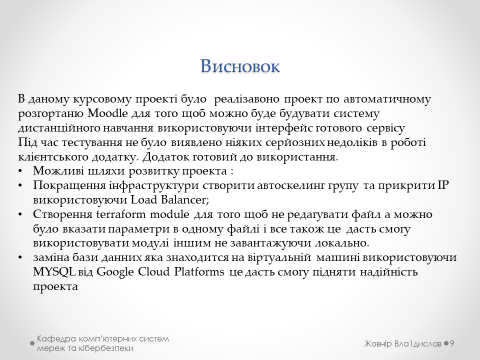 Висновок
В даному курсовому проекті було реалізавоно проект по автоматичному
розгортаню Moodle для того щоб можно буде будувати систему
дистанційного навчання використовуючи інтерфейс готового сервісу
Під час тестування не було виявлено ніяких серйозних недоліків в роботі
клієнтського додатку. Додаток готовий до використання.
• Можливі шляхи розвитку проекта :
• Покращення інфраструктури створити автоскелинг групу та прикрити IP
використовуючи Load Balancer;
• Створення terraform module для того щоб не редагувати файл а можно
було вказати параметри в одному файлі і все також це дасть смогу
використовувати модулі іншим не завантажуючи локально.
• заміна бази данних яка знаходится на віртуальній машині використовуючи
MYSQL від Google Cloud Platforms це дасть смогу підняти надійність
проекта
Кафедра комп'ютерних систем
мереж та кібербезпеки
Жовнір Вла1дислав
9